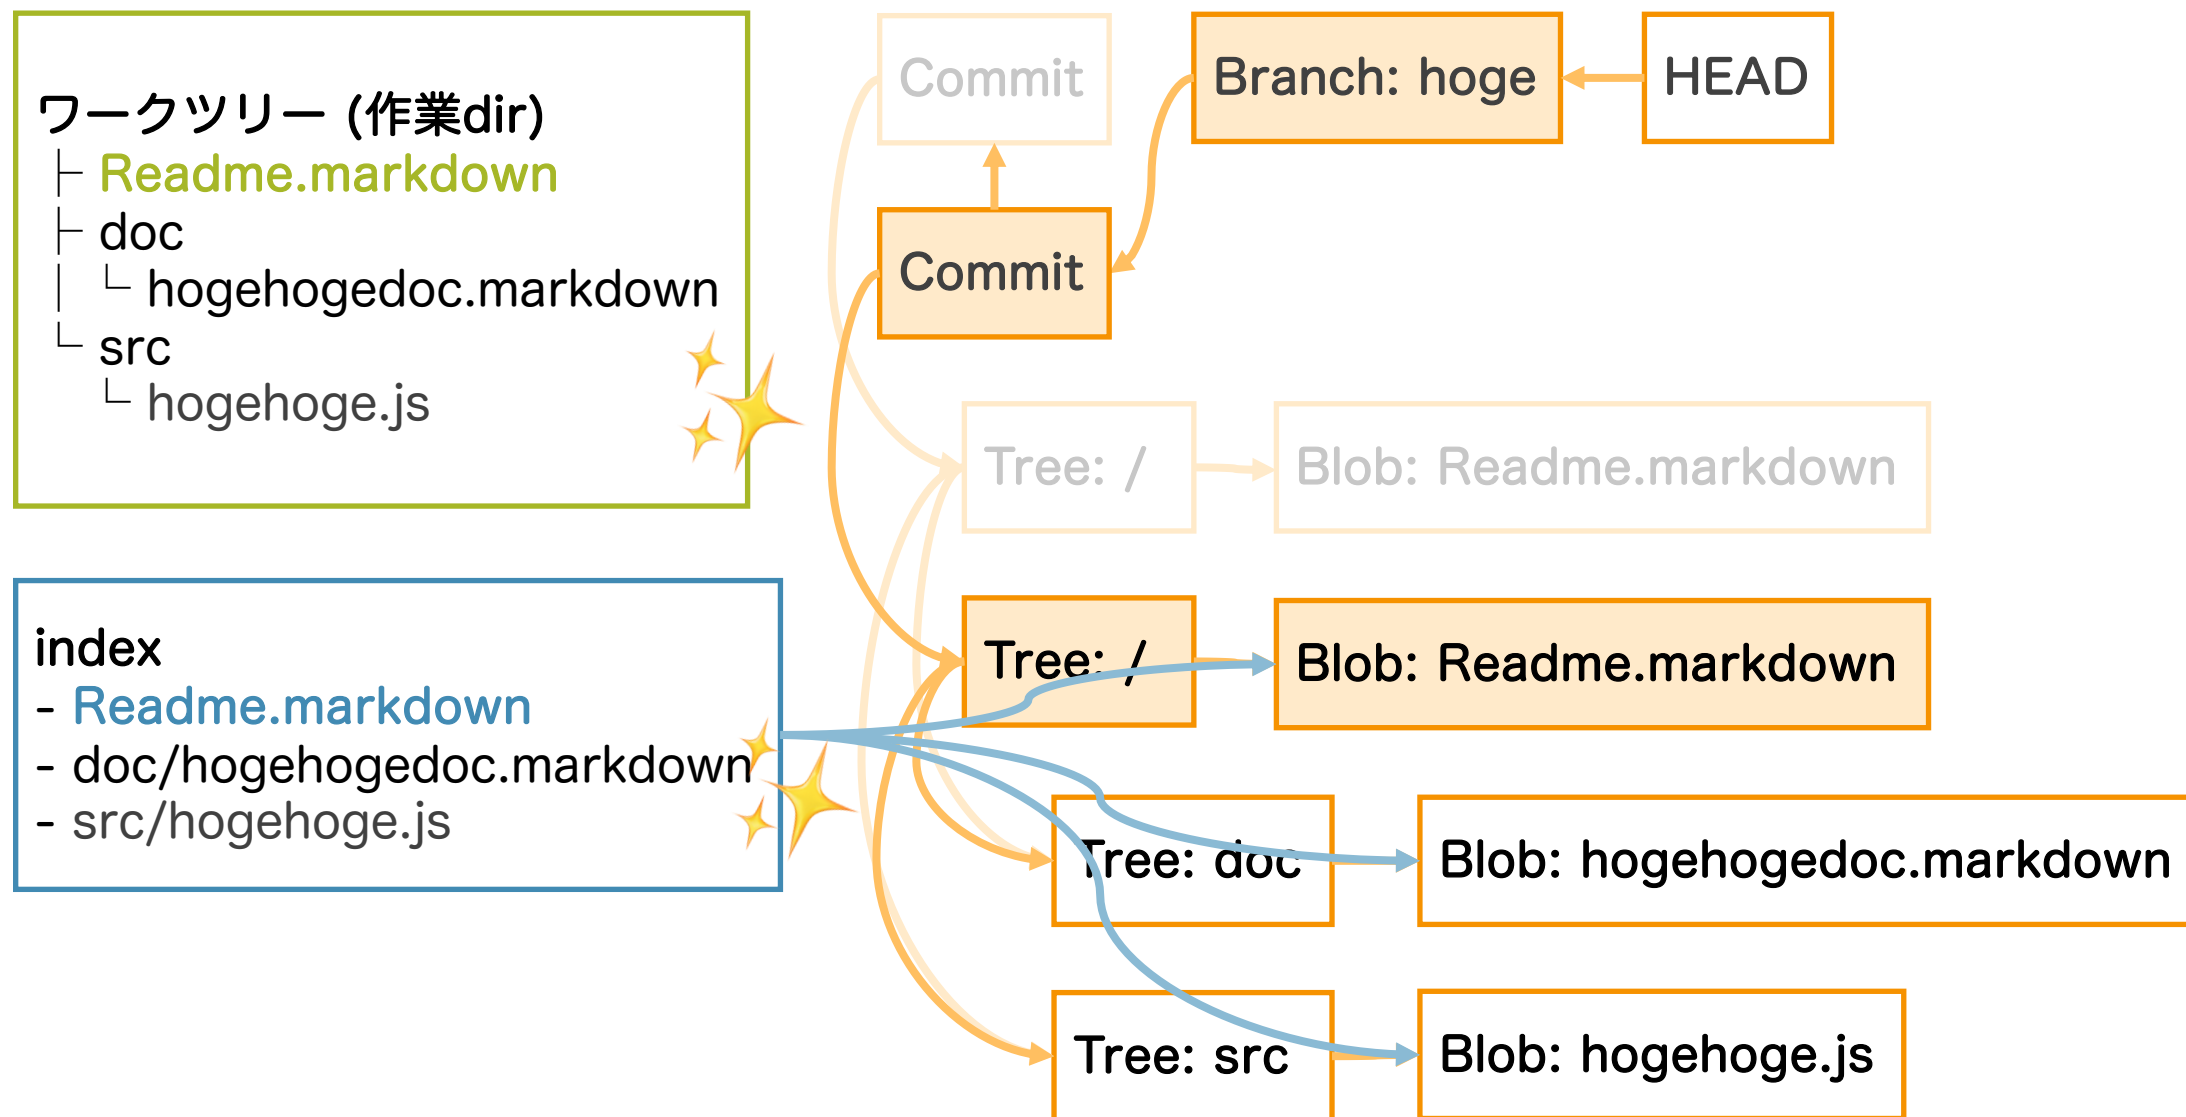 ワークツリー (作業dir)
├ Readme.markdown
├ doc
│ └ hogehogedoc.markdown
└ src
└ hogehoge.js
index
- Readme.markdown
- doc/hogehogedoc.markdown
- src/hogehoge.js
Commit
Branch: hoge
HEAD
Commit
Tree: /
Blob: Readme.markdown
Tree: /
Blob: Readme.markdown
Tree: doc
Blob: hogehogedoc.markdown
Tree: src
Blob: hogehoge.js